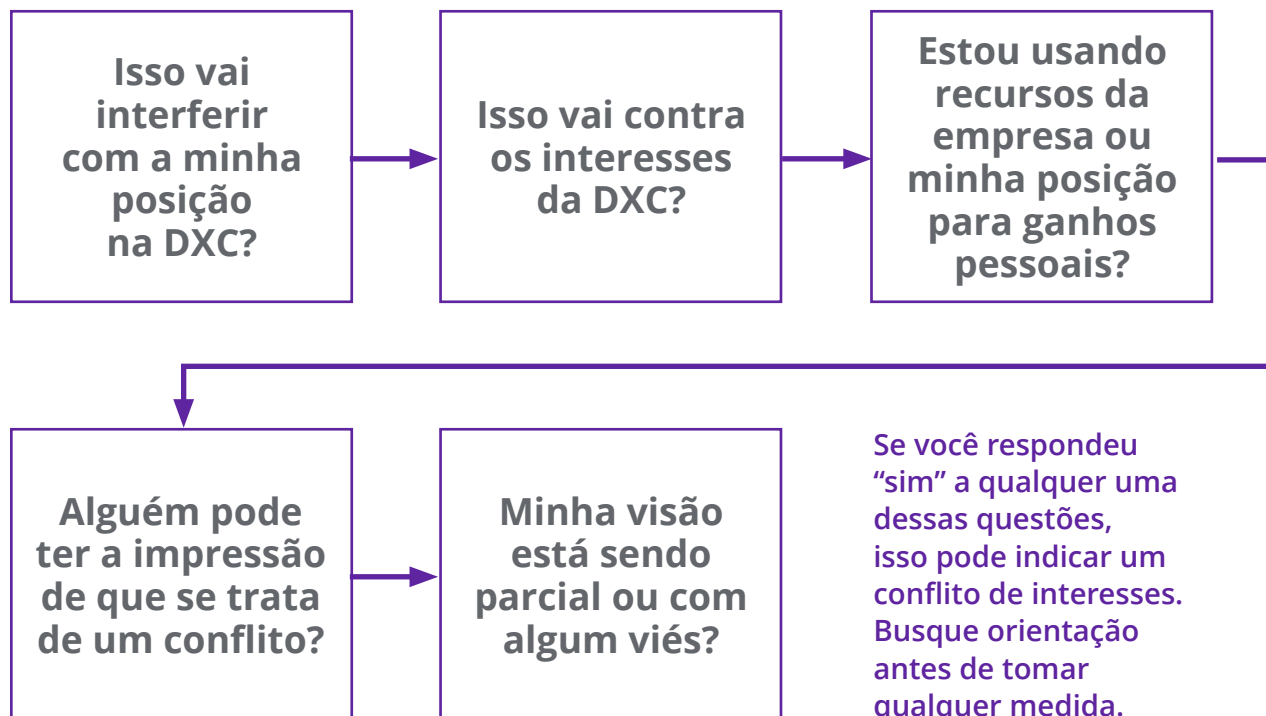 Isso vai
interferir
com a minha
posição
na DXC?
Isso vai contra
os interesses
da DXC?
Estou usando
recursos da
empresa ou
minha posição
para ganhos
pessoais?
Alguém pode
ter a impressão
de que se trata
de um conflito?
Minha visão
está sendo
parcial ou com
algum viés?
Se você respondeu
“sim” a qualquer uma
dessas questões,
isso pode indicar um
conflito de interesses.
Busque orientação
antes de tomar
qualquer medida.